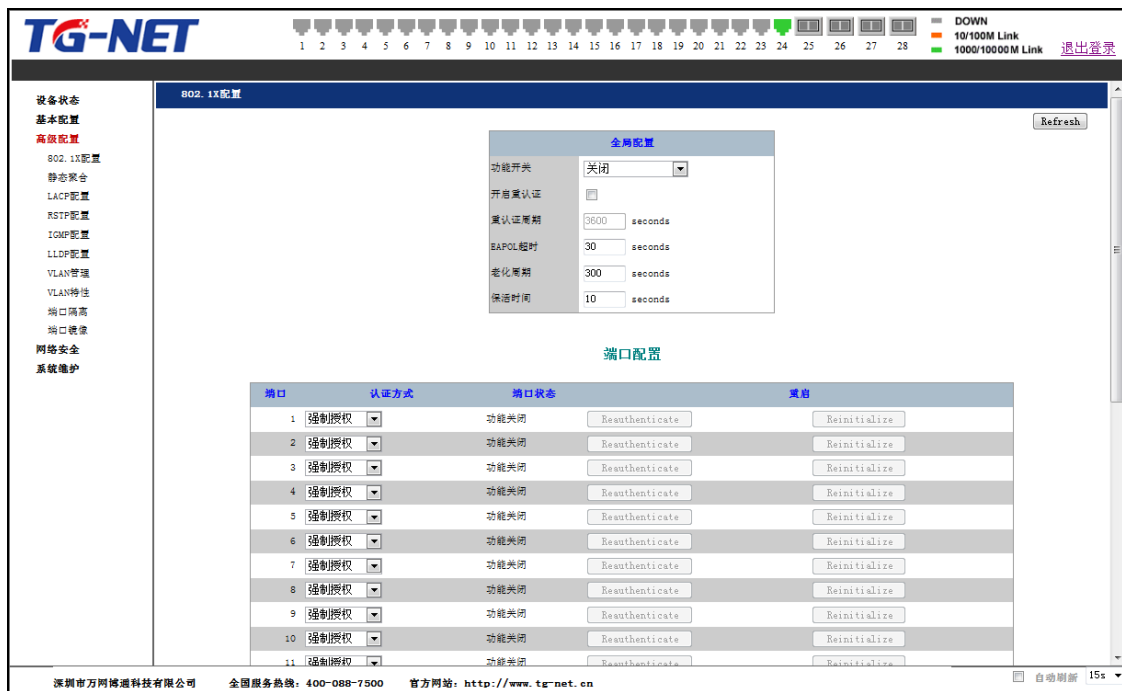 TG-NET
1 2 3 4 5 6 7 8 9 10 11 12 13 14 15 16 17 18 19 20 21 22 23 24 25 26 27 28
DOWN
10/100M Link
1000/10000M Link
退出登录
设备状态
基本配置
高级配置
802.1X配置
静态聚合
LACP配置
RSTP配置
IGMP配置
LLDP配置
VLAN管理
VLAN特性
端口隔离
端口镜像
网络安全
系统维护
802.1X配置
Refresh
全局配置
功能开关 关闭
开启重认证
重认证周期 3600 seconds
EAPOL超时 30 seconds
老化周期 300 seconds
保活时间 10 seconds
端口配置
端口 认证方式 端口状态 重启
1 强制授权 功能关闭 Reauthenticate Reinitialize
2 强制授权 功能关闭 Reauthenticate Reinitialize
3 强制授权 功能关闭 Reauthenticate Reinitialize
4 强制授权 功能关闭 Reauthenticate Reinitialize
5 强制授权 功能关闭 Reauthenticate Reinitialize
6 强制授权 功能关闭 Reauthenticate Reinitialize
7 强制授权 功能关闭 Reauthenticate Reinitialize
8 强制授权 功能关闭 Reauthenticate Reinitialize
9 强制授权 功能关闭 Reauthenticate Reinitialize
10 强制授权 功能关闭 Reauthenticate Reinitialize
11 强制授权 功能关闭 Reauthenticate Reinitialize
深圳市万网博通科技有限公司 全国服务热线：400-088-7500 官方网站：http://www.tg-net.cn
自动刷新 15s